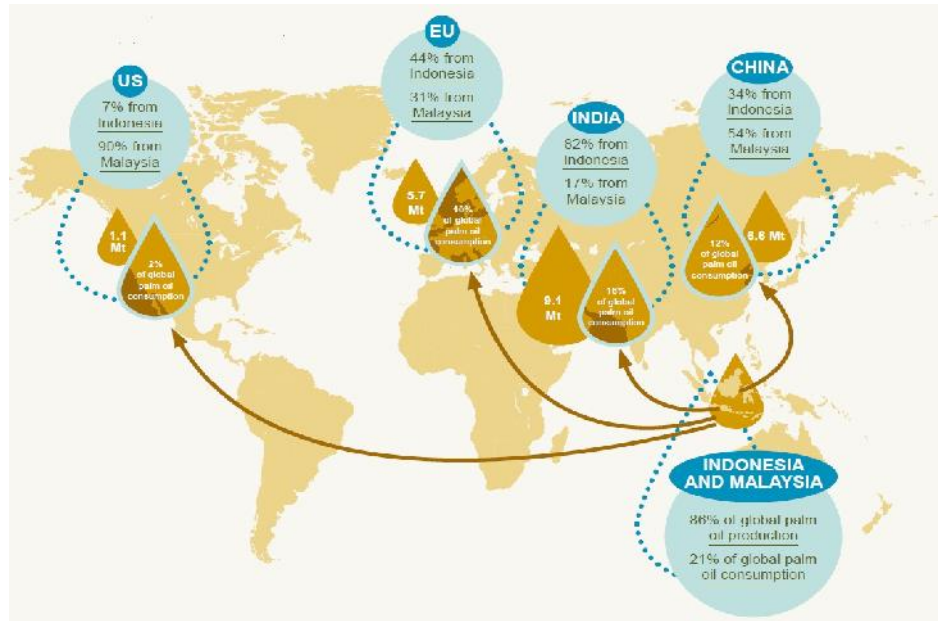 US
7% from
Indonesia
90% from
Malaysia
1.1
Mt
2%
of global
palm oil
consumption
EU
44% from
Indonesia
31% from
Malaysia
5.7
Mt
10%
of global
palm oil
consumption
INDIA
82% from
Indonesia
17% from
Malaysia
9.1
Mt
of global
palm oil
consumption
CHINA
34% from
Indonesia
54% from
Malaysia
12%
of global
palm oil
consumption
6.6 Mt
INDONESIA
AND MALAYSIA
86% of global palm
oil production
21% of global palm
oil consumption